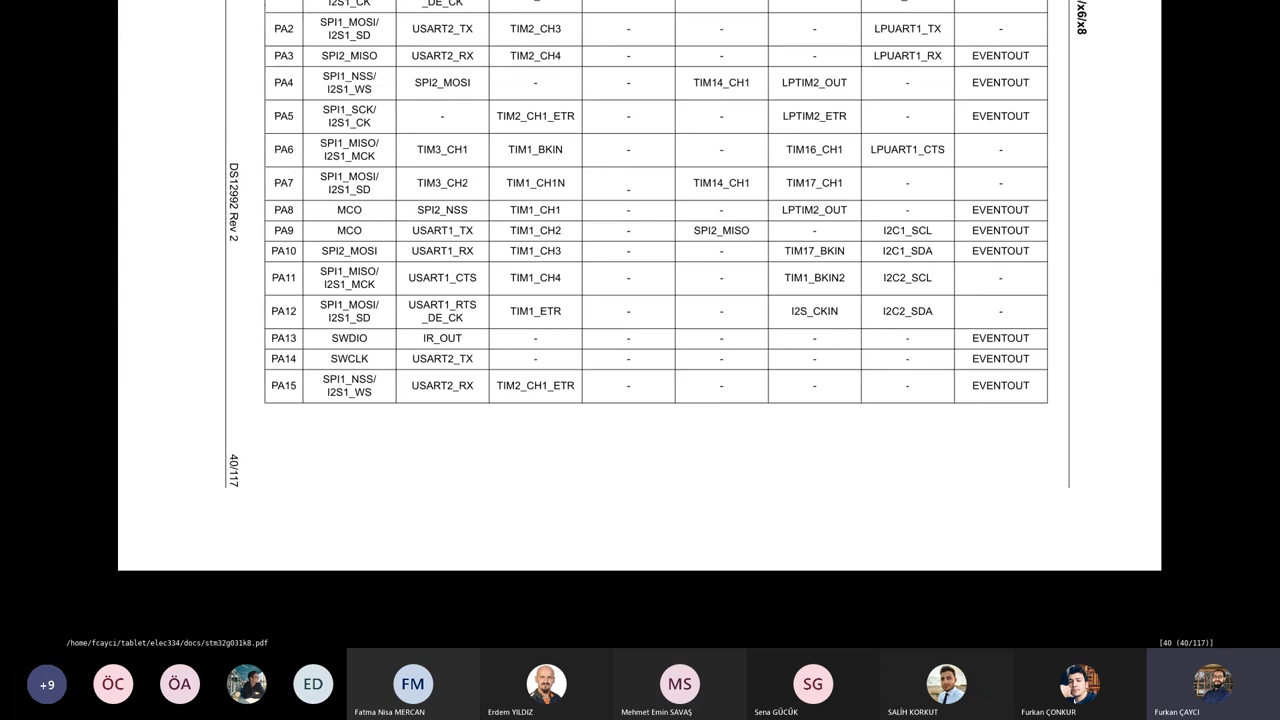 I2S1_CK _DE_CK - - - - - -
PA2 SPI1_MOSI/ I2S1_SD USART2_TX TIM2_CH3 - - - LPUART1_TX -
PA3 SPI2_MISO USART2_RX TIM2_CH4 - - - LPUART1_RX EVENTOUT
PA4 SPI1_NSS/ I2S1_WS SPI2_MOSI - - TIM14_CH1 LPTIM2_OUT - EVENTOUT
PA5 SPI1_SCK/ I2S1_CK - TIM2_CH1_ETR - - LPTIM2_ETR - EVENTOUT
PA6 SPI1_MISO/ I2S1_MCK TIM3_CH1 TIM1_BKIN - - TIM16_CH1 LPUART1_CTS -
PA7 SPI1_MOSI/ I2S1_SD TIM3_CH2 TIM1_CH1N - TIM14_CH1 TIM17_CH1 - -
PA8 MCO SPI2_NSS TIM1_CH1 - - LPTIM2_OUT - EVENTOUT
PA9 MCO USART1_TX TIM1_CH2 - SPI2_MISO - I2C1_SCL EVENTOUT
PA10 SPI2_MOSI USART1_RX TIM1_CH3 - - TIM17_BKIN I2C1_SDA EVENTOUT
PA11 SPI1_MISO/ I2S1_MCK USART1_CTS TIM1_CH4 - - TIM1_BKIN2 I2C2_SCL -
PA12 SPI1_MOSI/ I2S1_SD USART1_RTS _DE_CK TIM1_ETR - - I2S_CKIN I2C2_SDA -
PA13 SWDIO IR_OUT - - - - - EVENTOUT
PA14 SWCLK USART2_TX - - - - - EVENTOUT
PA15 SPI1_NSS/ I2S1_WS USART2_RX TIM2_CH1_ETR - - - - EVENTOUT
DS12992 Rev 2
40/117
/x6/x8
/home/fcayci/tablet/elec334/docs/stm32g031k8.pdf
[40 (40/117)]
+9
ÖC
ÖA
ED
FM
Fatma Nisa MERCAN
Erdem YILDIZ
MS
Mehmet Emin SAVAŞ
SG
Sena GÜCÜK
SALİH KORKUT
Furkan ÇONKUR
Furkan ÇAYCI